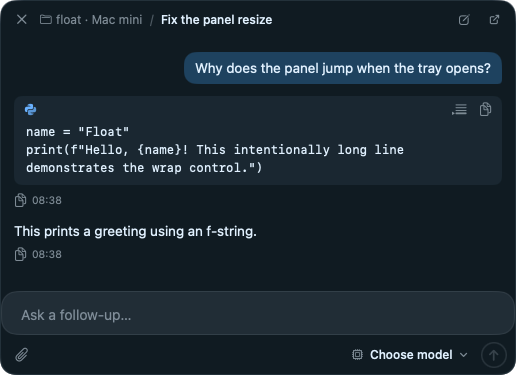 float · Mac mini / Fix the panel resize
Why does the panel jump when the tray opens?
name = "Float"
print(f"Hello, {name}! This intentionally long line
demonstrates the wrap control.")
08:38
This prints a greeting using an f-string.
08:38
Ask a follow-up...
Choose model